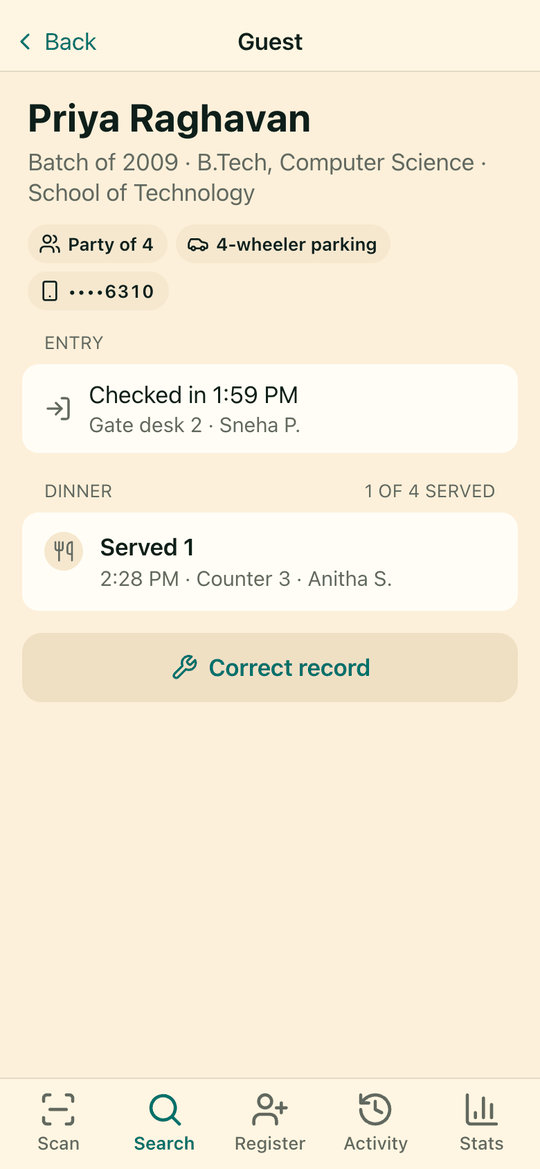 Back
Guest
Priya Raghavan
Batch of 2009 · B.Tech, Computer Science ·
School of Technology
Party of 4
4-wheeler parking
••••6310
ENTRY
Checked in 1:59 PM
Gate desk 2 · Sneha P.
DINNER
1 OF 4 SERVED
Served 1
2:28 PM · Counter 3 · Anitha S.
Correct record
Scan
Search
Register
Activity
Stats